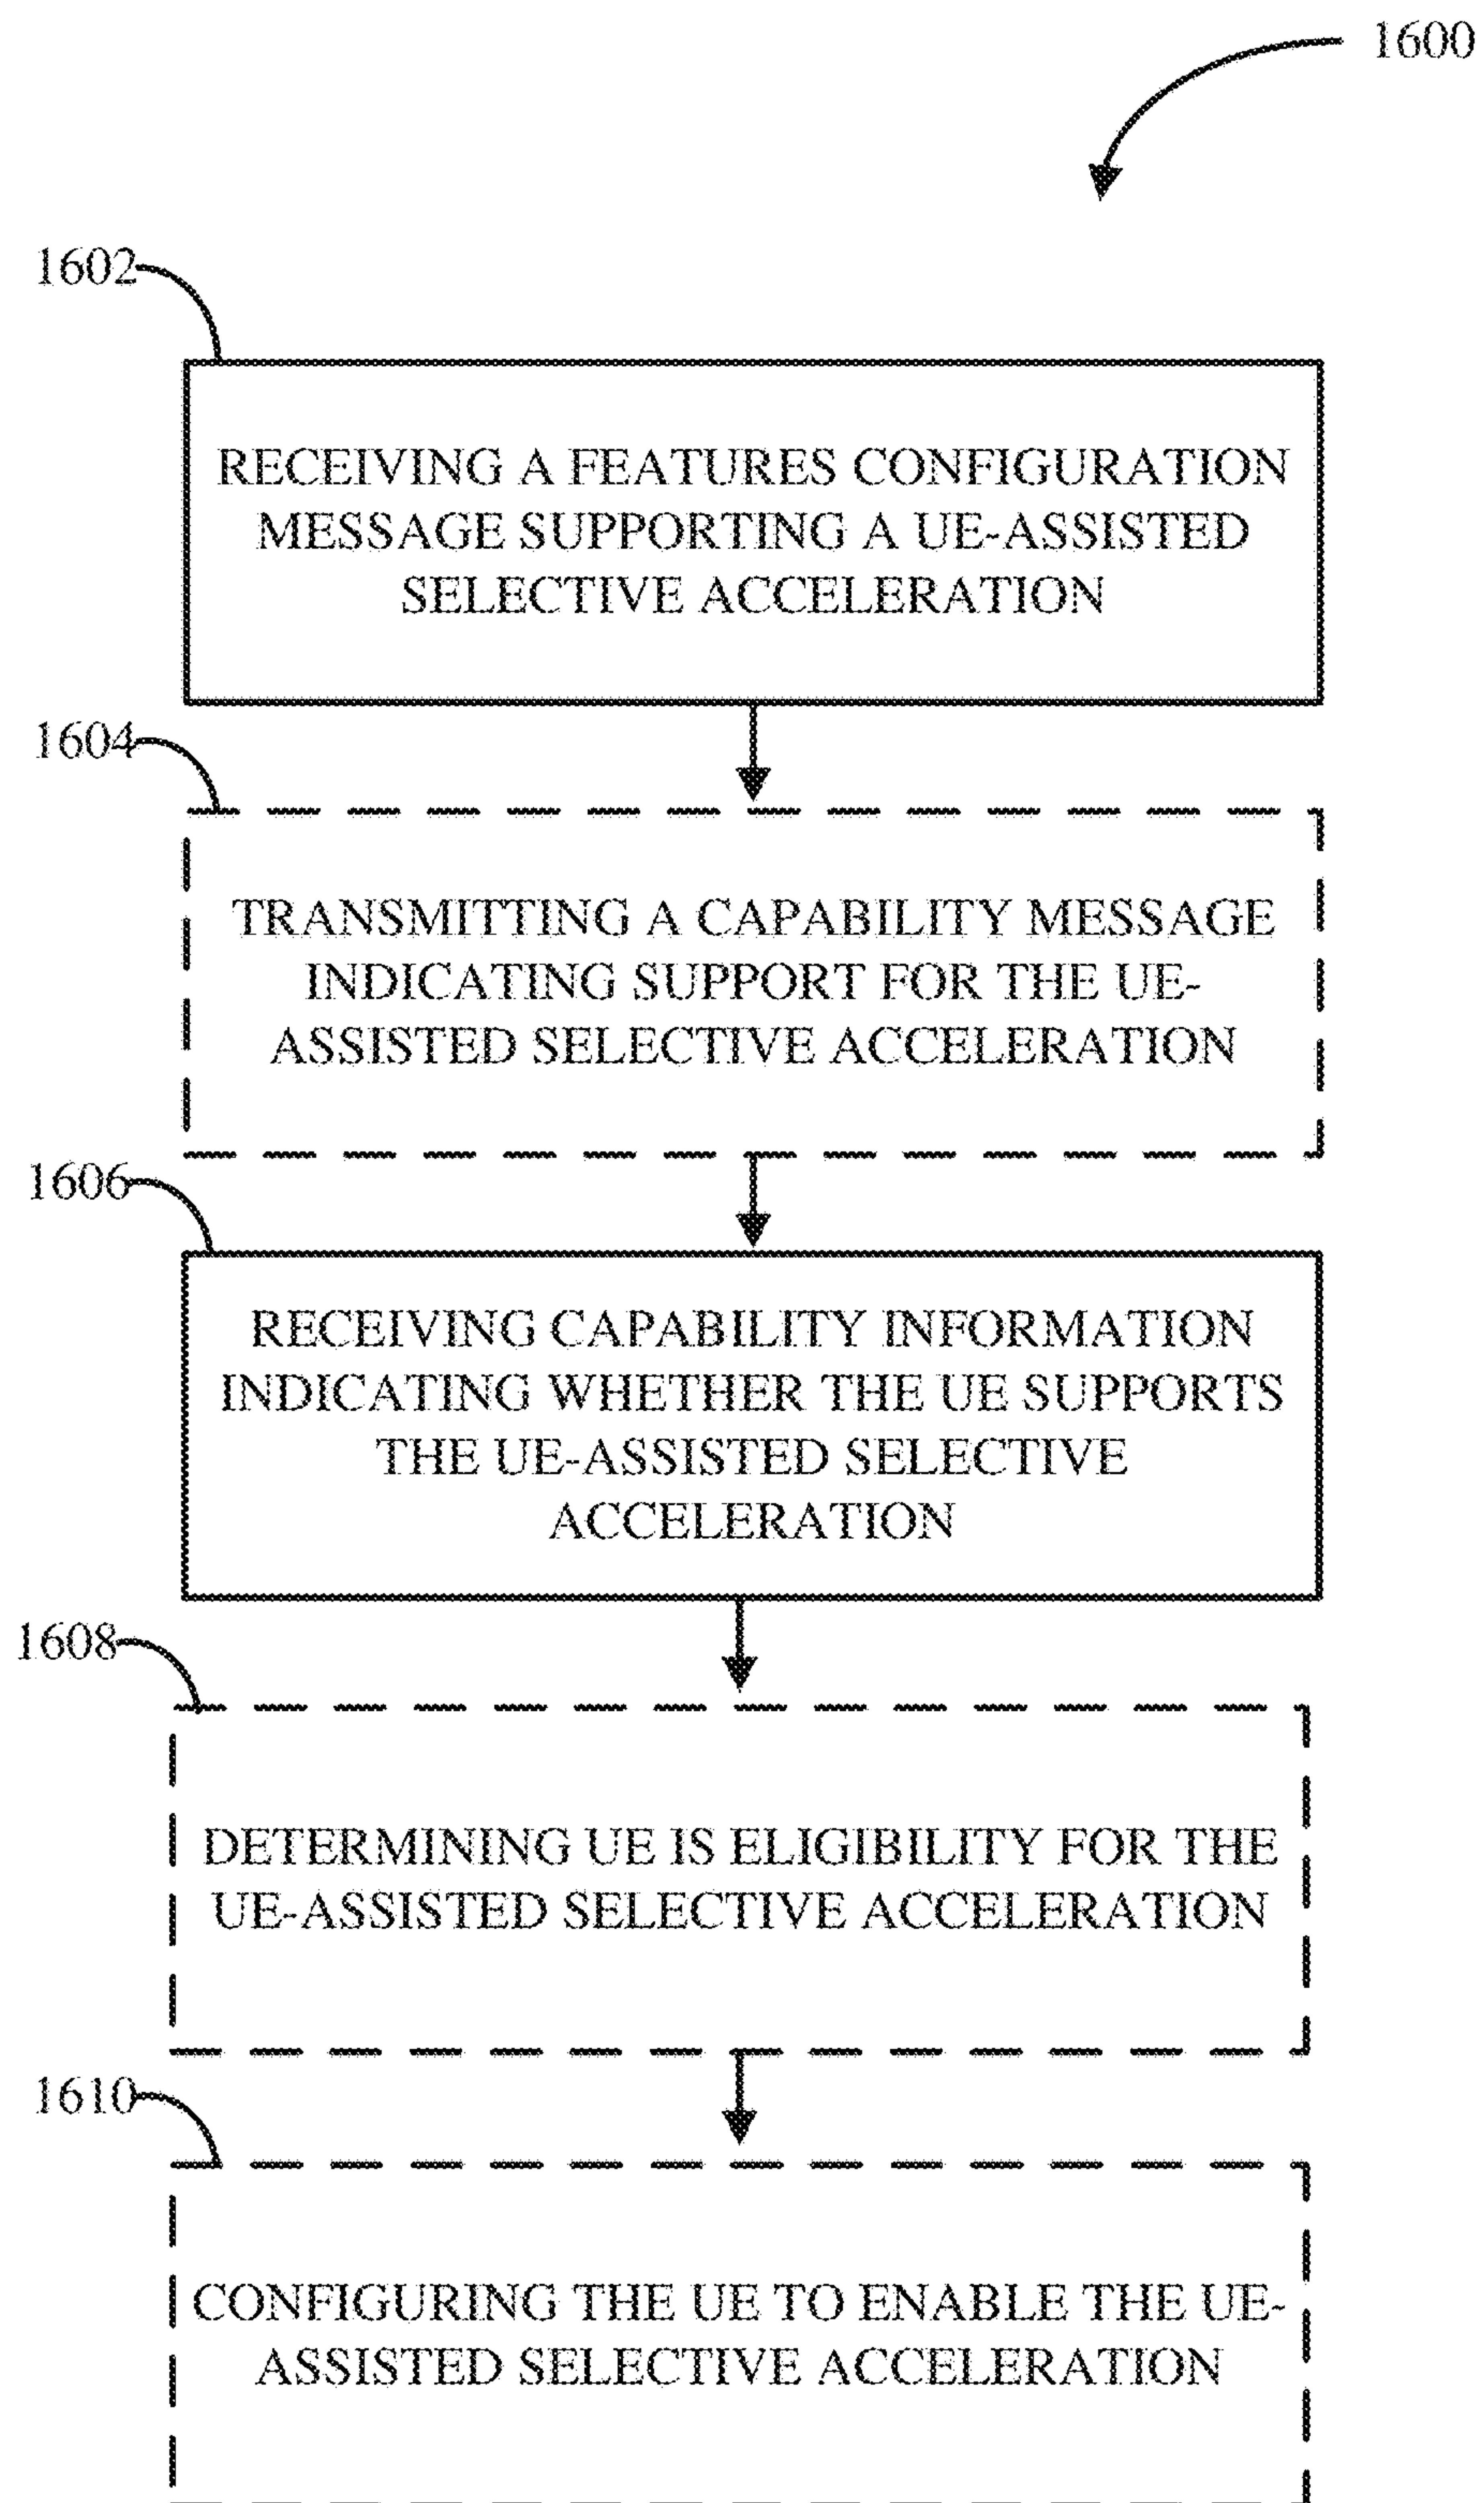 1600
1602
RECEIVING A FEATURES CONFIGURATION
MESSAGE SUPPORTING A UE-ASSISTED
SELECTIVE ACCELERATION
1604
TRANSMITTING A CAPABILITY MESSAGE
INDICATING SUPPORT FOR THE UE-
ASSISTED SELECTIVE ACCELERATION
1606
RECEIVING CAPABILITY INFORMATION
INDICATING WHETHER THE UE SUPPORTS
THE UE-ASSISTED SELECTIVE
ACCELERATION
1608
DETERMINING UE IS ELIGIBILITY FOR THE
UE-ASSISTED SELECTIVE ACCELERATION
1610
CONFIGURING THE UE TO ENABLE THE UE-
ASSISTED SELECTIVE ACCELERATION